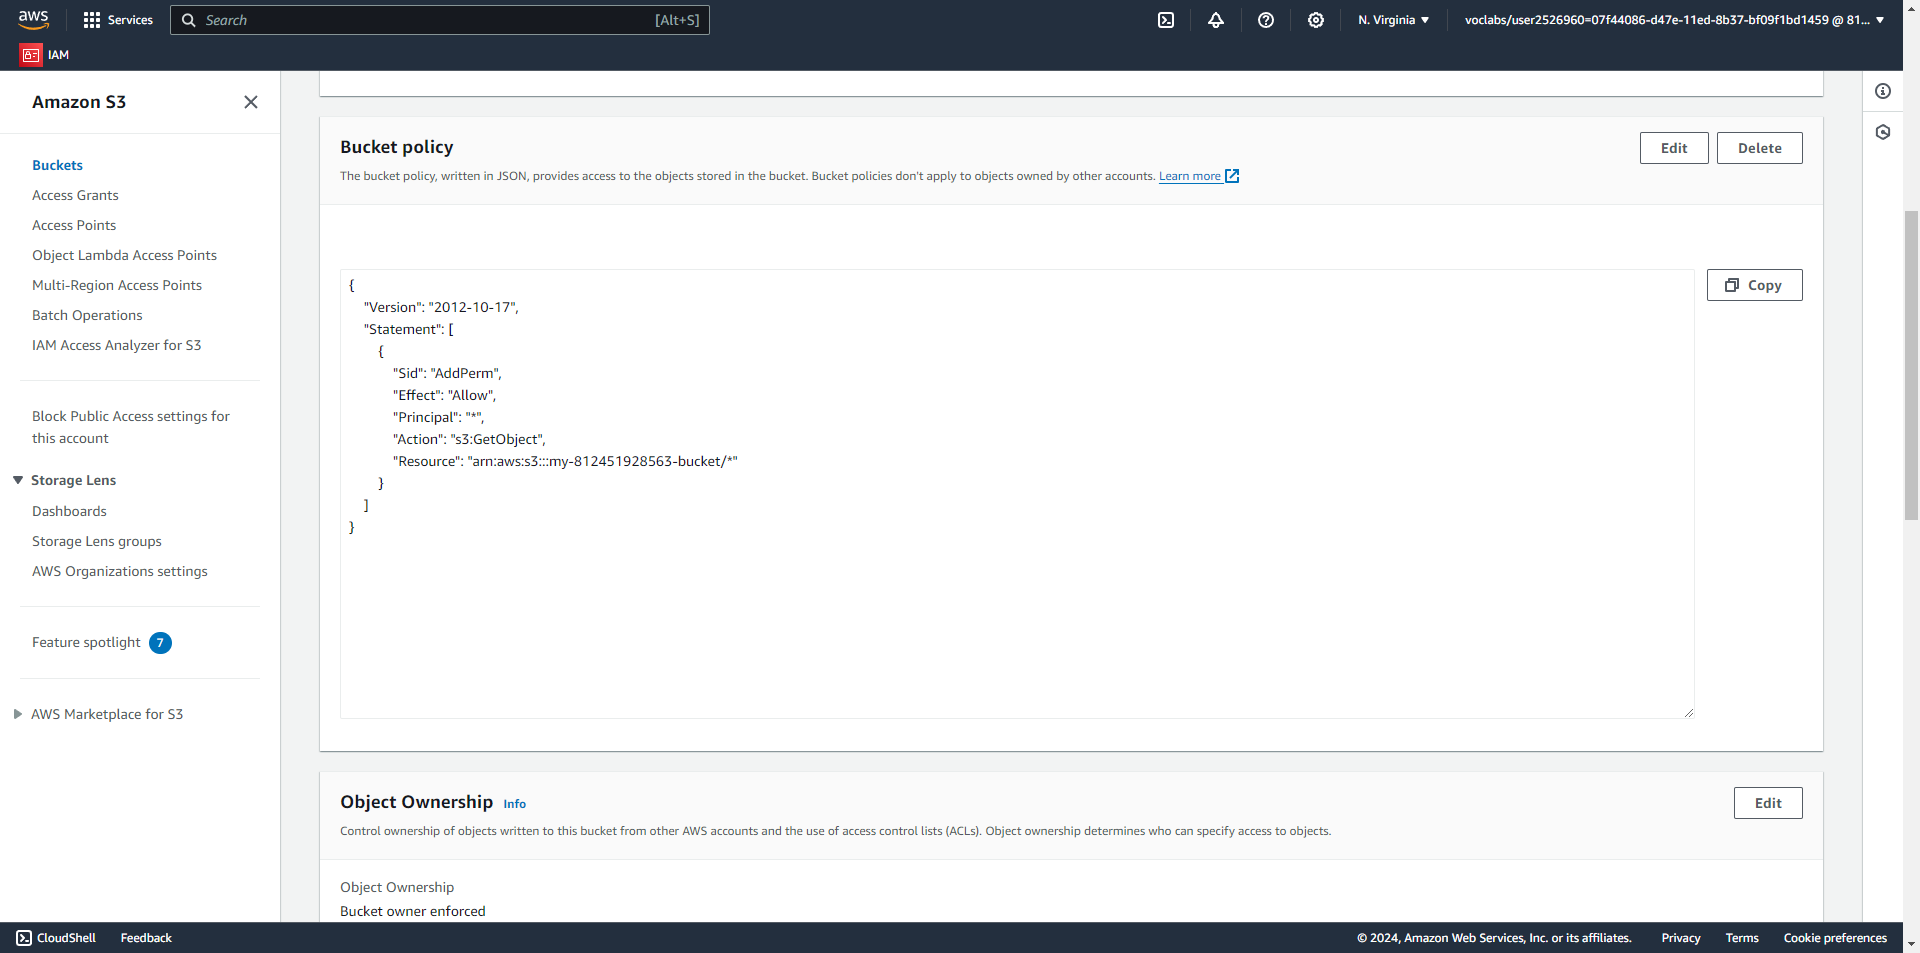 aws
Services
Search
[Alt+S]
N. Virginia
voclabs/user2526960=07f44086-d47e-11ed-8b37-bf09f1bd1459 @ 81...
IAM
Amazon S3
Buckets
Access Grants
Access Points
Object Lambda Access Points
Multi-Region Access Points
Batch Operations
IAM Access Analyzer for S3
Block Public Access settings for
this account
Storage Lens
Dashboards
Storage Lens groups
AWS Organizations settings
Feature spotlight 7
AWS Marketplace for S3
Bucket policy
Edit
Delete
The bucket policy, written in JSON, provides access to the objects stored in the bucket. Bucket policies don't apply to objects owned by other accounts. Learn more
Copy
{
"Version": "2012-10-17",
"Statement": [
{
"Sid": "AddPerm",
"Effect": "Allow",
"Principal": "*",
"Action": "s3:GetObject",
"Resource": "arn:aws:s3:::my-812451928563-bucket/*"
}
]
}
Object Ownership Info
Edit
Control ownership of objects written to this bucket from other AWS accounts and the use of access control lists (ACLs). Object ownership determines who can specify access to objects.
Object Ownership
Bucket owner enforced
CloudShell
Feedback
© 2024, Amazon Web Services, Inc. or its affiliates.
Privacy
Terms
Cookie preferences